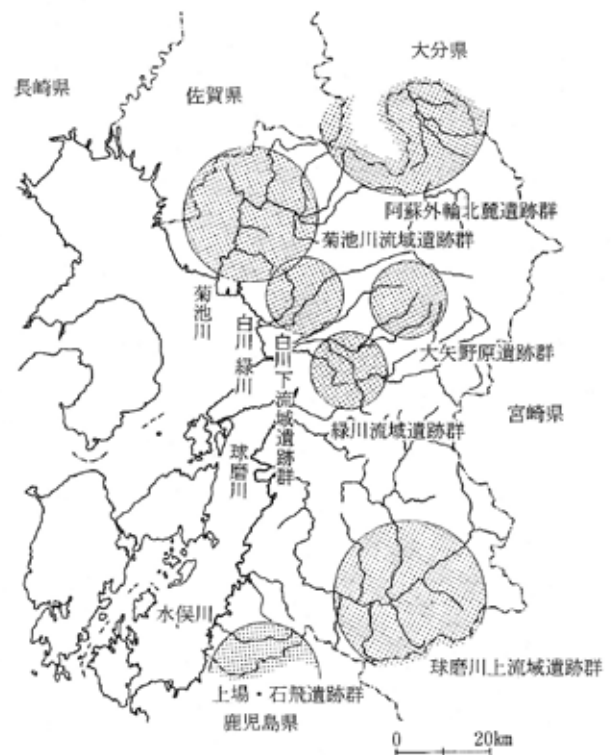 大分県
長崎県
佐賀県
阿蘇外輪北麓遺跡群
菊池川流域遺跡群
菊池川
白川
緑川
白川下流域遺跡群
大矢野原遺跡群
宮崎県
緑川流域遺跡群
球磨川
水俣川
球磨川上流域遺跡群
上場・石飛遺跡群
鹿児島県
0 20km